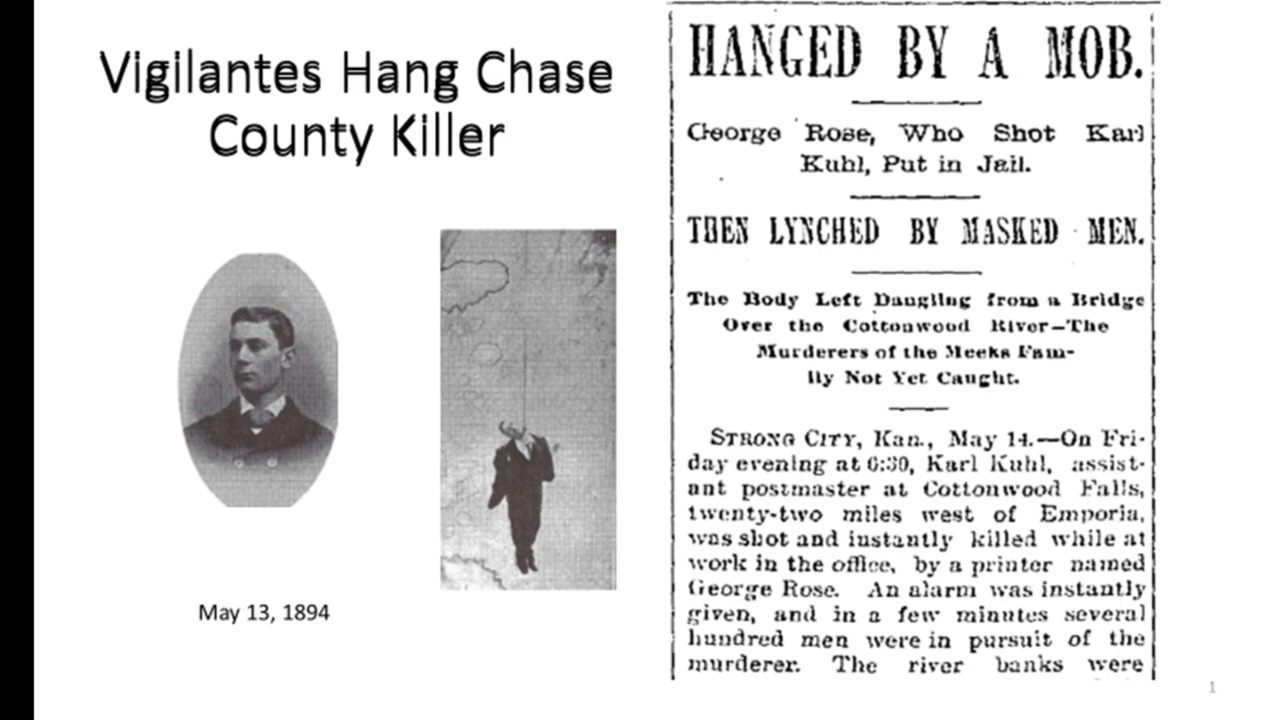 Vigilantes Hang Chase
County Killer
May 13, 1894
HANGED BY A MOB.
George Rose, Who Shot Karl
Kuhl, Put in Jail.
THEN LYNCHED BY MASKED MEN.
The Body Left Dangling from a Bridge
Over the Cottonwood River—The
Murderers of the Meeks Fam-
ily Not Yet Caught.
STRONG CITY, Kan., May 14.—On Fri-
day evening at 6:30, Karl Kuhl, assist-
ant postmaster at Cottonwood Falls,
twenty-two miles west of Emporia,
was shot and instantly killed while at
work in the office, by a printer named
George Rose. An alarm was instantly
given, and in a few minutes several
hundred men were in pursuit of the
murderer. The river banks were
1